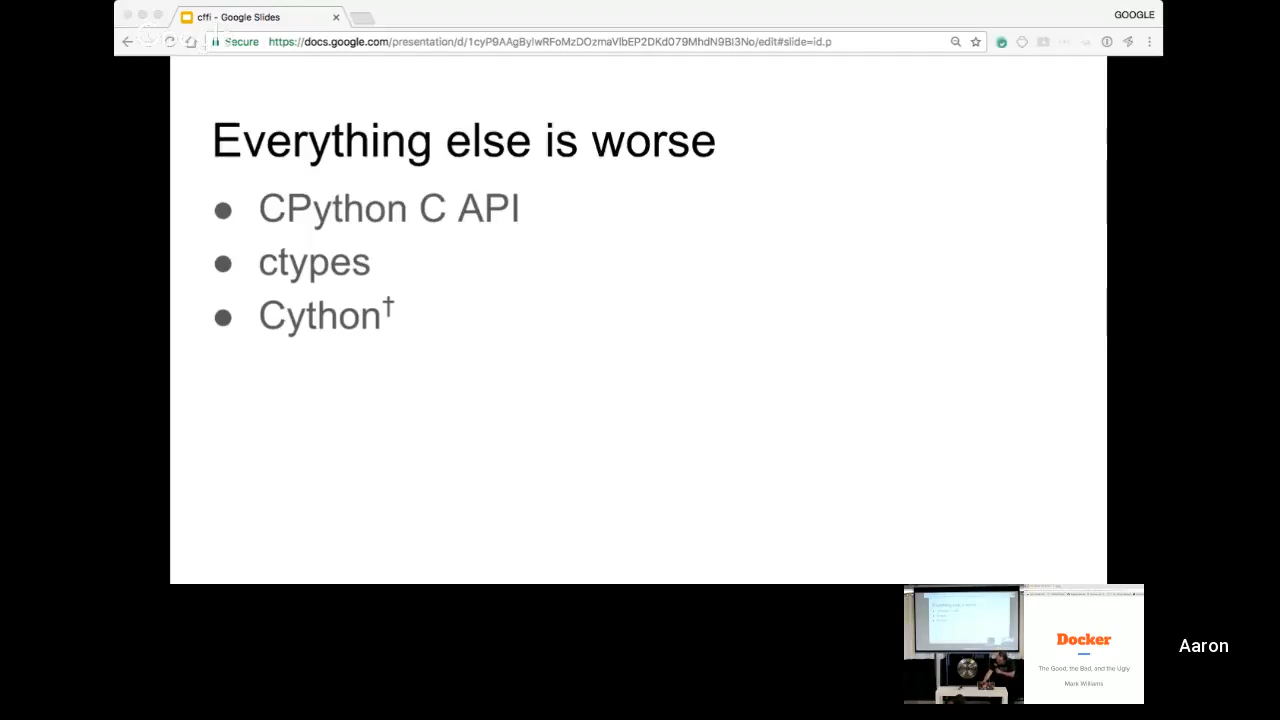 cffi - Google Slides
GOOGLE
Secure
https://docs.google.com/presentation/d/1cyP9AAgBylwRFoMzDOzmaVlbEP2DKd079MhdN9BI3No/edit#slide=id.p
Everything else is worse
CPython C API
ctypes
Cython†
Docker
The Good, the Bad, and the Ugly
Mark Williams
Aaron